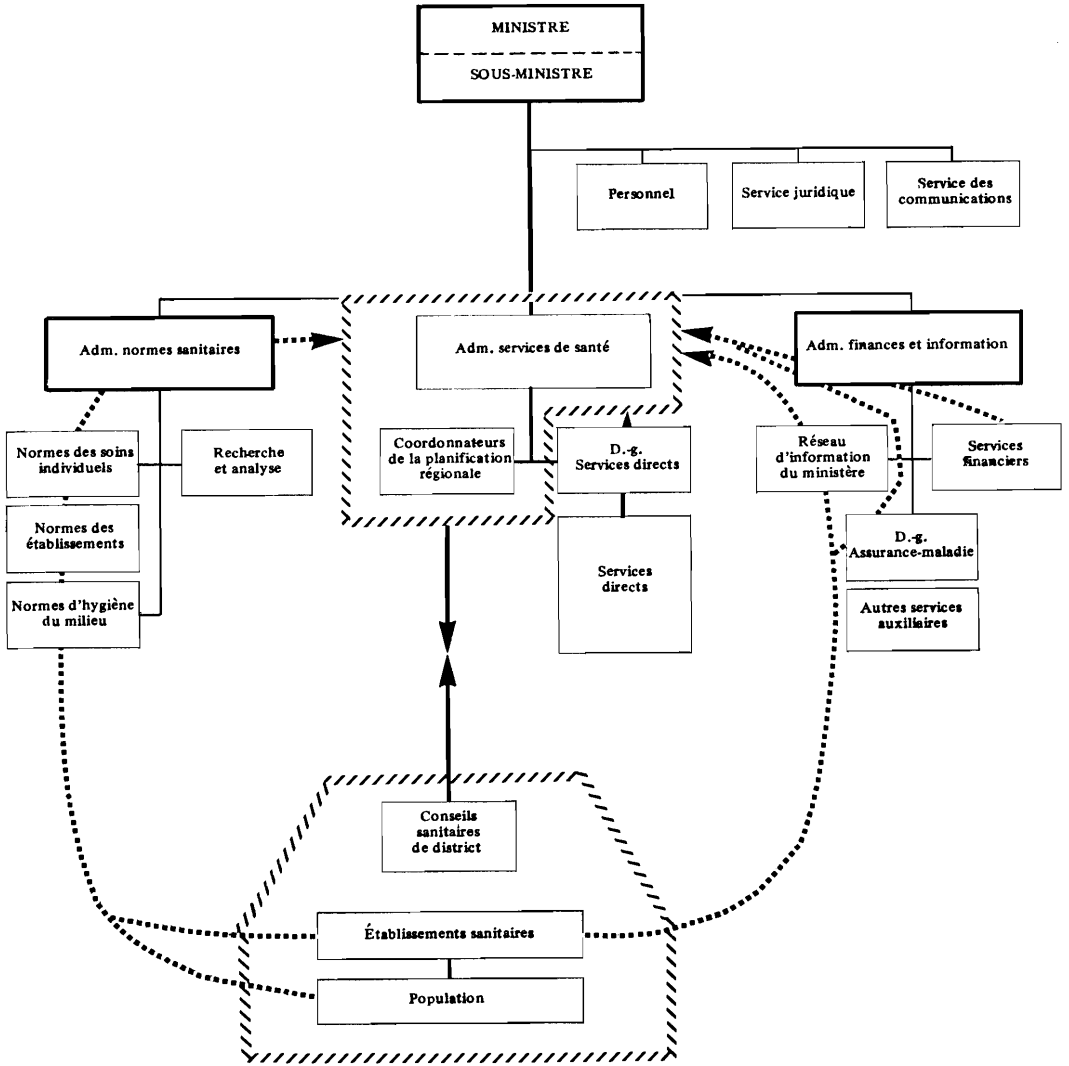 MINISTRE
SOUS-MINISTRE
Personnel
Service juridique
Service des
communications
Adm. normes sanitaires
Adm. services de santé
Adm. finances et information
Normes des soins
individuels
Recherche
et analyse
Coordonnateurs
de la planification
régionale
D.-g.
Services directs
Réseau
d'information
du ministère
Services
financiers
Normes des
établissements
Services
directs
D.-g.
Assurance-maladie
Normes d'hygiène
du milieu
Autres services
auxiliaires
Conseils
sanitaires
de district
Établissements sanitaires
Population